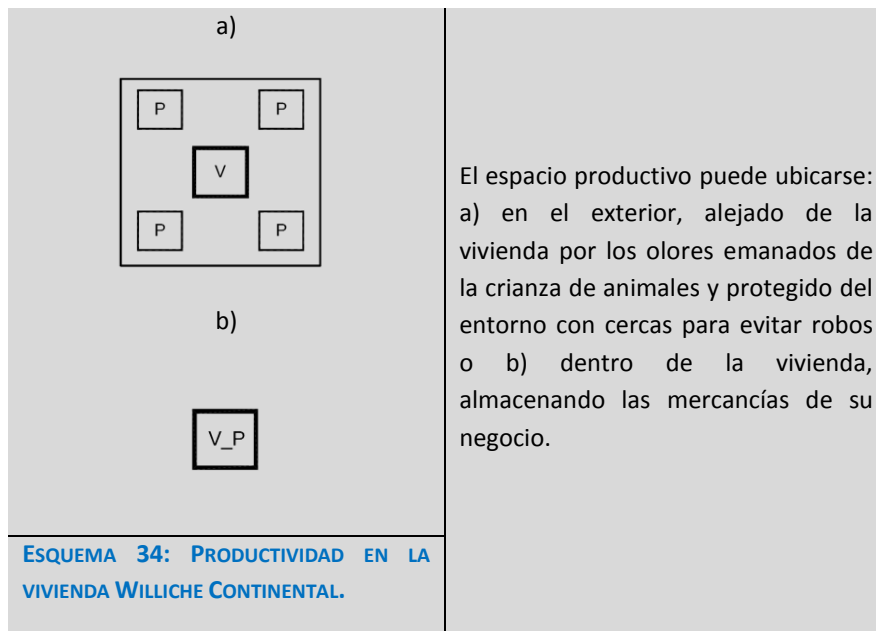 a)
P P
V
P P
b)
V_P
ESQUEMA 34: PRODUCTIVIDAD EN LA
VIVIENDA WILLICHE CONTINENTAL.
El espacio productivo puede ubicarse:
a) en el exterior, alejado de la
vivienda por los olores emanados de
la crianza de animales y protegido del
entorno con cercas para evitar robos
o b) dentro de la vivienda,
almacenando las mercancías de su
negocio.